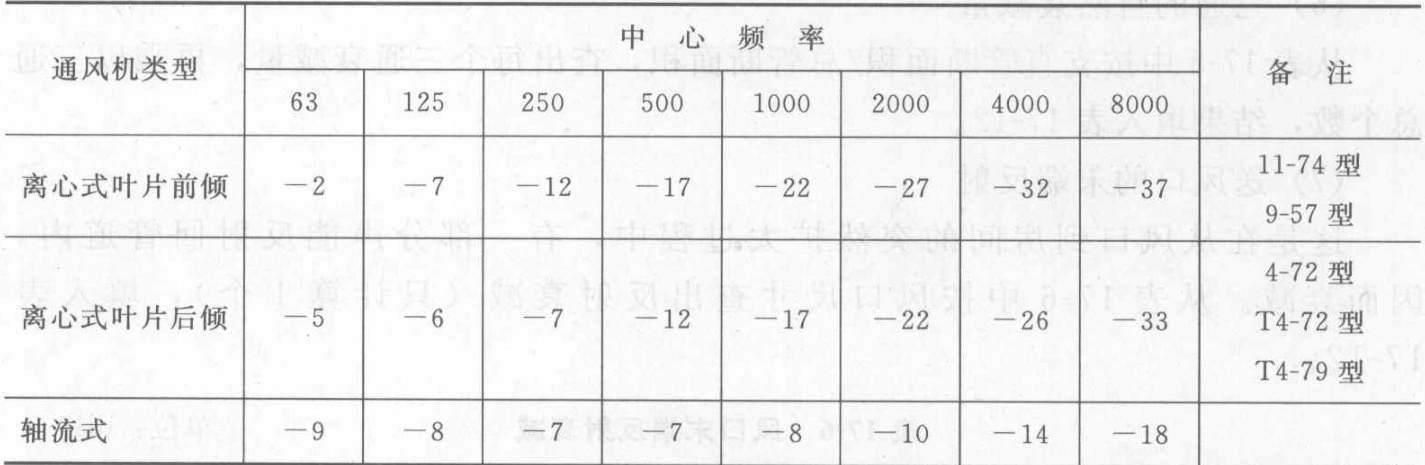 中 心 频 率
通风机类型 备 注
63 125 250 500 1000 2000 4000 8000
11-74 型
离心式叶片前倾 -2 -7 -12 -17 -22 -27 -32 -37
9-57 型
4-72 型
离心式叶片后倾 -5 -6 -7 -12 -17 -22 -26 -33 T4-72 型
T4-79 型
轴流式 -9 -8 -7 -7 -8 -10 -14 -18